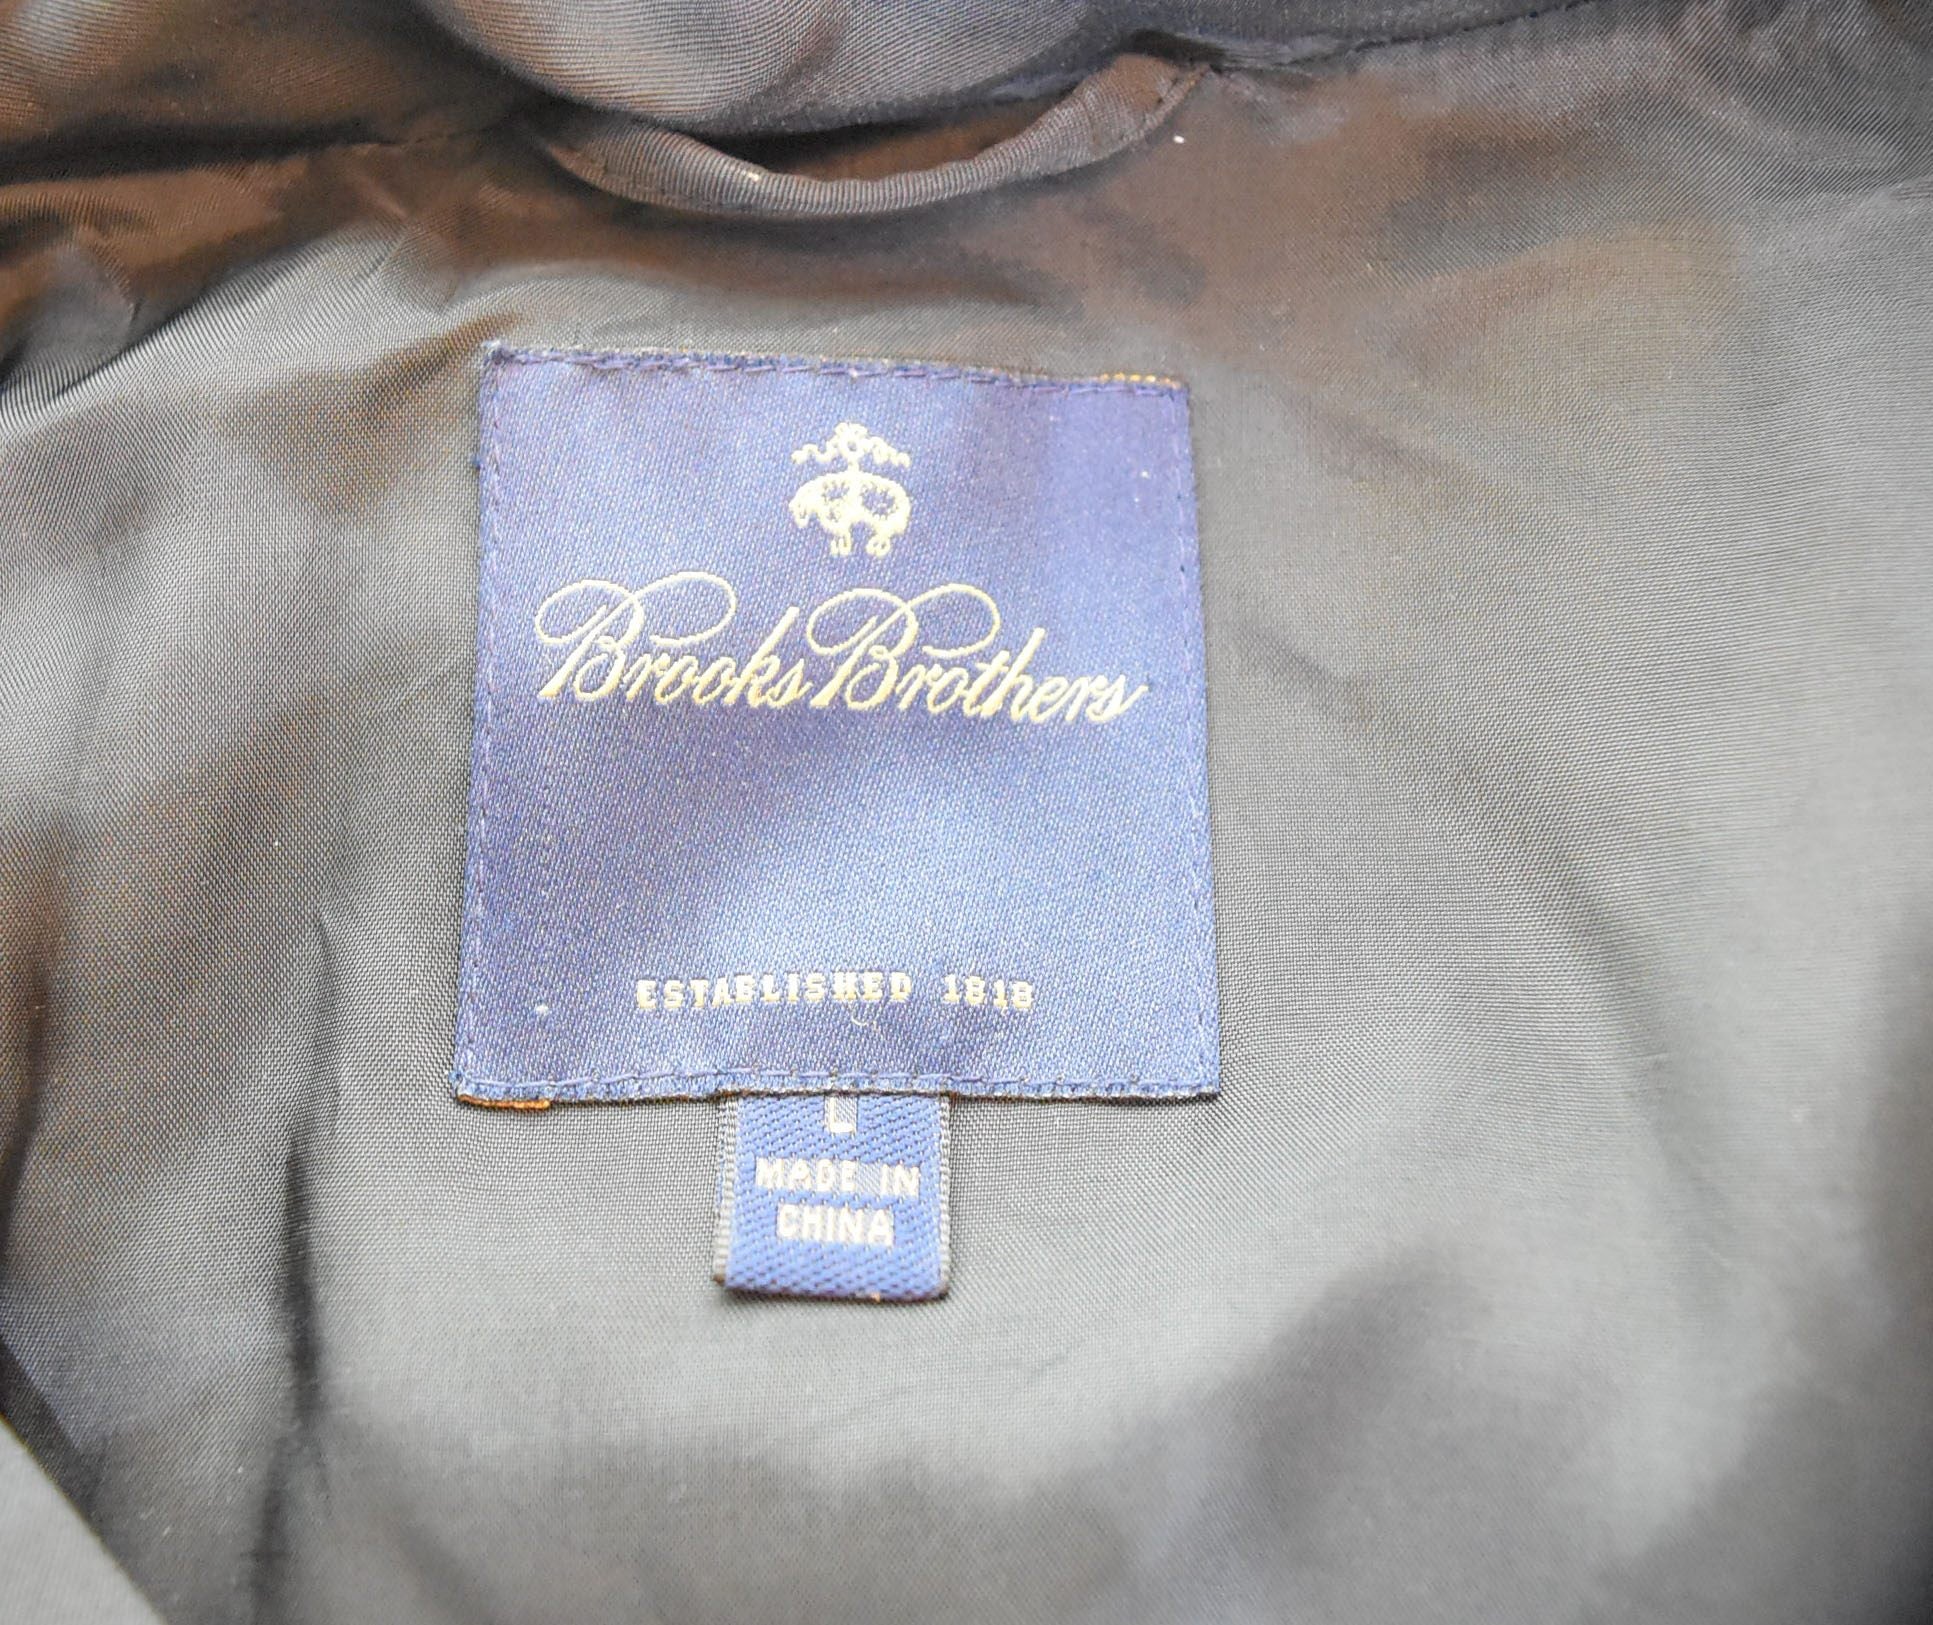 Brooks Brothers
ESTABLISHED 1818
L
MADE IN
CHINA